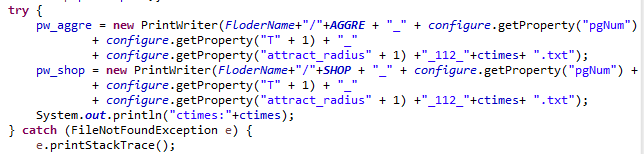 try {
pw_aggre = new PrintWriter(FloderName+"/"+AGGRE + "_" + configure.getProperty("pgNum")
+ configure.getProperty("T" + 1) + "_"
+ configure.getProperty("attract_radius" + 1) +"_112_"+ctimes+ ".txt");
pw_shop = new PrintWriter(FloderName+"/"+SHOP + "_" + configure.getProperty("pgNum") +
+ configure.getProperty("T" + 1) + "_"
+ configure.getProperty("attract_radius" + 1) +"_112_"+ctimes+ ".txt");
System.out.println("ctimes:"+ctimes);
} catch (FileNotFoundException e) {
e.printStackTrace();